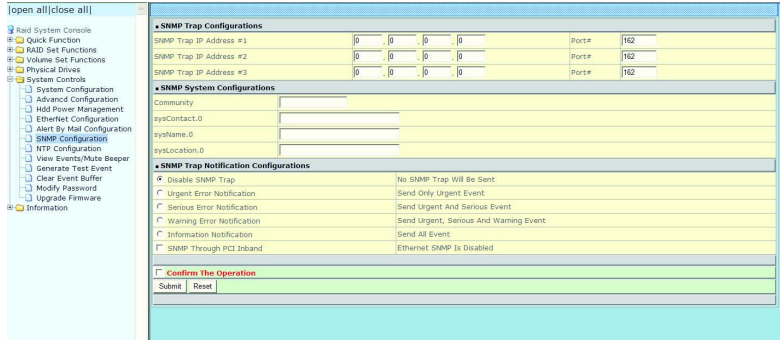 |open all|close all|
Raid System Console
Quick Function
RAID Set Functions
Volume Set Functions
Physical Drives
System Controls
System Configuration
Advancd Configuration
Hdd Power Management
EtherNet Configuration
Alert By Mail Configuration
SNMP Configuration
NTP Configuration
View Events/Mute Beeper
Generate Test Event
Clear Event Buffer
Modify Password
Upgrade Firmware
Information
SNMP Trap Configurations
SNMP Trap IP Address #1 0 . 0 . 0 . 0 Port# 162
SNMP Trap IP Address #2 0 . 0 . 0 . 0 Port# 162
SNMP Trap IP Address #3 0 . 0 . 0 . 0 Port# 162
SNMP System Configurations
Community
sysContact.0
sysName.0
sysLocation.0
SNMP Trap Notification Configurations
Disable SNMP Trap No SNMP Trap Will Be Sent
Urgent Error Notification Send Only Urgent Event
Serious Error Notification Send Urgent And Serious Event
Warning Error Notification Send Urgent, Serious And Warning Event
Information Notification Send All Event
SNMP Through PCI Inband Ethernet SNMP Is Disabled
Confirm The Operation
Submit Reset